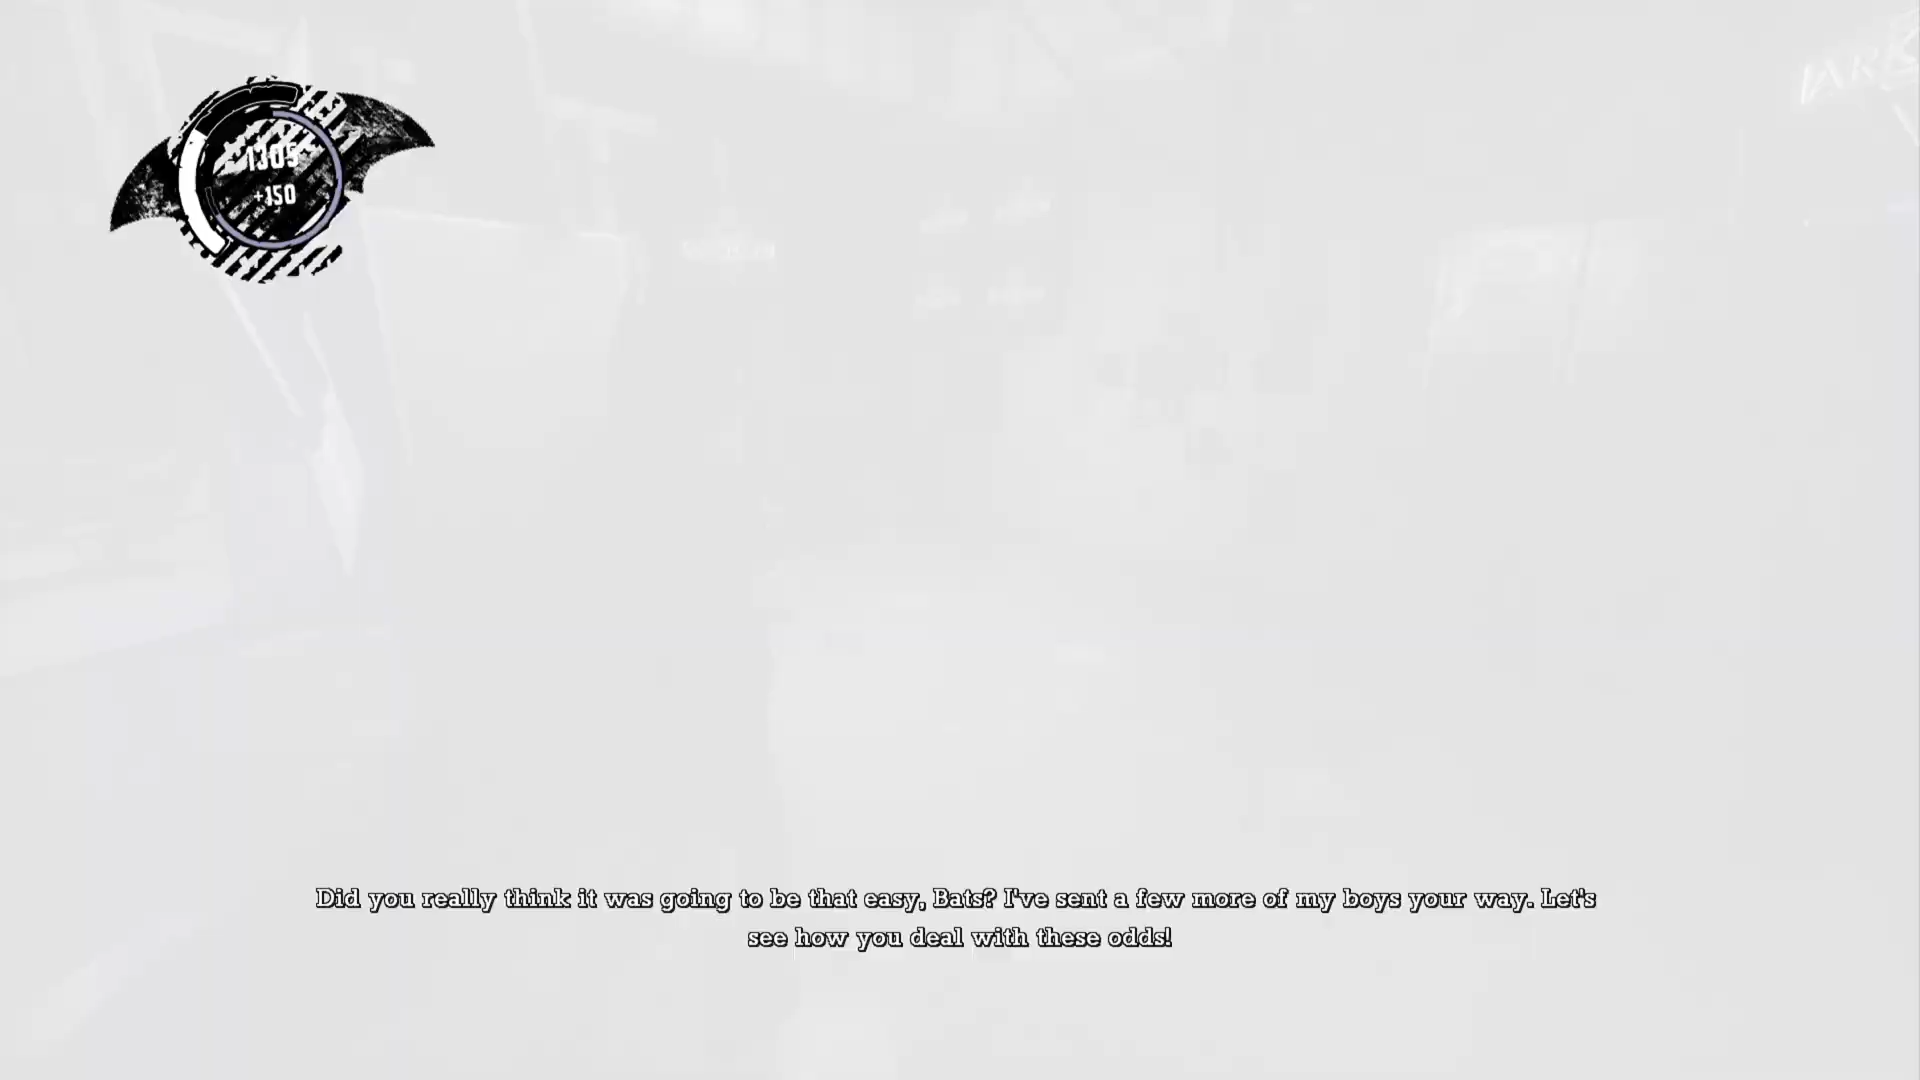 1305
+150
Did you really think it was going to be that easy, Bats? I've sent a few more of my boys your way. Let's
see how you deal with these odds!